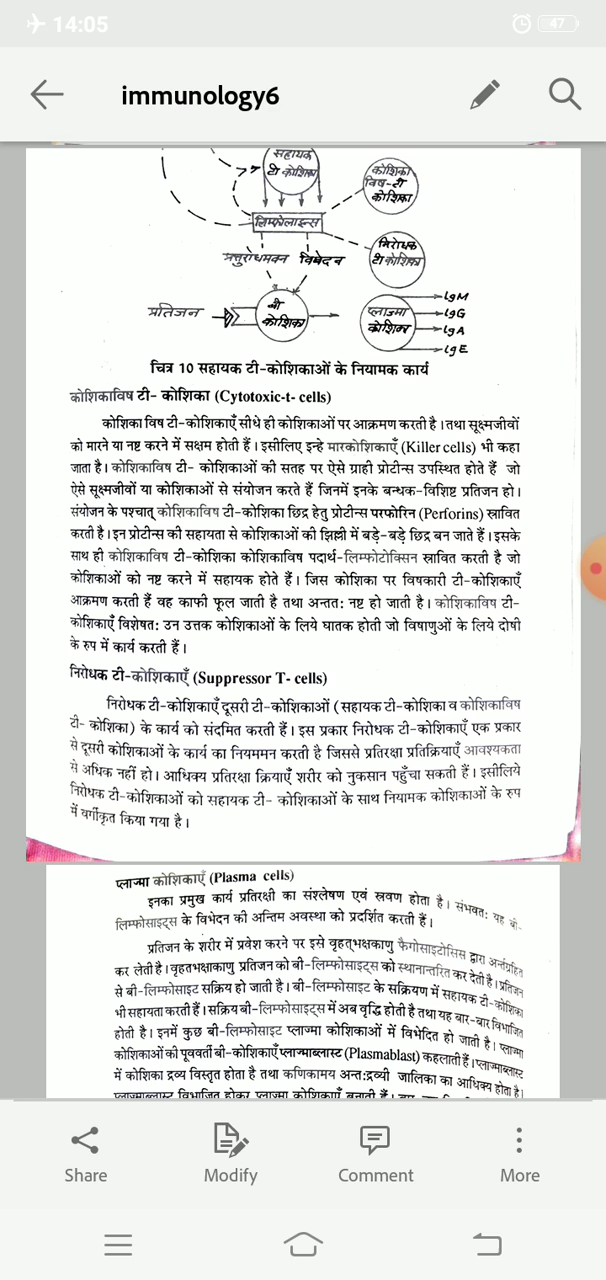 14:05
47
immunology6
सहायक
टी कोशिका
कोशिका
विष-टी
कोशिका
लिम्फोलाइन्स
निरोधक
टी कोशिका
विभेदन
प्रतिजन
बी
कोशिका
प्लाज्मा
कोशिका
IgM
IgG
IgA
IgE
चित्र 10 सहायक टी-कोशिकाओं के नियामक कार्य
कोशिकाविष टी- कोशिका (Cytotoxic-t- cells)
कोशिका विष टी-कोशिकाएँ सीधे ही कोशिकाओं पर आक्रमण करती है। तथा सूक्ष्मजीवों
को मारने या नष्ट करने में सक्षम होती हैं। इसीलिए इन्हे मारकोशिकाएँ (Killer cells) भी कहा
जाता है। कोशिकाविष टी- कोशिकाओं की सतह पर ऐसे ग्राही प्रोटीन्स उपस्थित होते हैं जो
ऐसे सूक्ष्मजीवों या कोशिकाओं से संयोजन करते हैं जिनमें इनके बन्धक-विशिष्ट प्रतिजन हो।
संयोजन के पश्चात् कोशिकाविष टी-कोशिका छिद्र हेतु प्रोटीन्स परफोरिन (Perforins) स्रावित
करती है। इन प्रोटीन्स की सहायता से कोशिकाओं की झिल्ली में बड़े-बड़े छिद्र बन जाते हैं। इसके
साथ ही कोशिकाविष टी-कोशिका कोशिकाविष पदार्थ-लिम्फोटोक्सिन स्रावित करती है जो
कोशिकाओं को नष्ट करने में सहायक होते हैं। जिस कोशिका पर विषकारी टी-कोशिकाएँ
आक्रमण करती हैं वह काफी फूल जाती है तथा अन्तत: नष्ट हो जाती है। कोशिकाविष टी-
कोशिकाएँ विशेषत: उन उत्तक कोशिकाओं के लिये घातक होती जो विषाणुओं के लिये दोषी
के रुप में कार्य करती हैं।
निरोधक टी-कोशिकाएँ (Suppressor T- cells)
निरोधक टी-कोशिकाएँ दूसरी टी-कोशिकाओं (सहायक टी-कोशिका व कोशिकाविष
टी- कोशिका) के कार्य को संदमित करती हैं। इस प्रकार निरोधक टी-कोशिकाएँ एक प्रकार
से दूसरी कोशिकाओं के कार्य का नियममन करती है जिससे प्रतिरक्षा प्रतिक्रियाएँ आवश्यकता
से अधिक नहीं हो। आधिक्य प्रतिरक्षा क्रियाएँ शरीर को नुकसान पहुँचा सकती हैं। इसीलिये
निरोधक टी-कोशिकाओं को सहायक टी- कोशिकाओं के साथ नियामक कोशिकाओं के रुप
में वर्गीकृत किया गया है।
प्लाज्मा कोशिकाएँ (Plasma cells)
इनका प्रमुख कार्य प्रतिरक्षी का संश्लेषण एवं स्रवण होता है। संभवत: यह बी-
लिम्फोसाइट्स के विभेदन की अन्तिम अवस्था को प्रदर्शित करती हैं।
प्रतिजन के शरीर में प्रवेश करने पर इसे वृहत्भक्षकाणु फैगोसाइटोसिस द्वारा अर्न्तग्रहित
कर लेती है। वृहतभक्षाकाणु प्रतिजन को बी-लिम्फोसाइट्स को स्थानान्तरित कर देती है। प्रतिजन
से बी-लिम्फोसाइट सक्रिय हो जाती है। बी-लिम्फोसाइट के सक्रियण में सहायक टी-कोशिका
भी सहायता करती हैं। सक्रिय बी-लिम्फोसाइट्स में अब वृद्धि होती है तथा यह बार-बार विभाजित
होती है। इनमें कुछ बी-लिम्फोसाइट प्लाज्मा कोशिकाओं में विभेदित हो जाती है। प्लाज्मा
कोशिकाओं की पूववर्ती बी-कोशिकाएँ प्लाज्माब्लास्ट (Plasmablast) कहलाती हैं। प्लाज्माब्लास्ट
में कोशिका द्रव्य विस्तृत होता है तथा कणिकामय अन्त:द्रव्यी जालिका का आधिक्य होता है।
प्लाज्माब्लास्ट विभाजित होकर प्लाज्मा कोशिकाएँ बनाती हैं।
Share
Modify
Comment
More